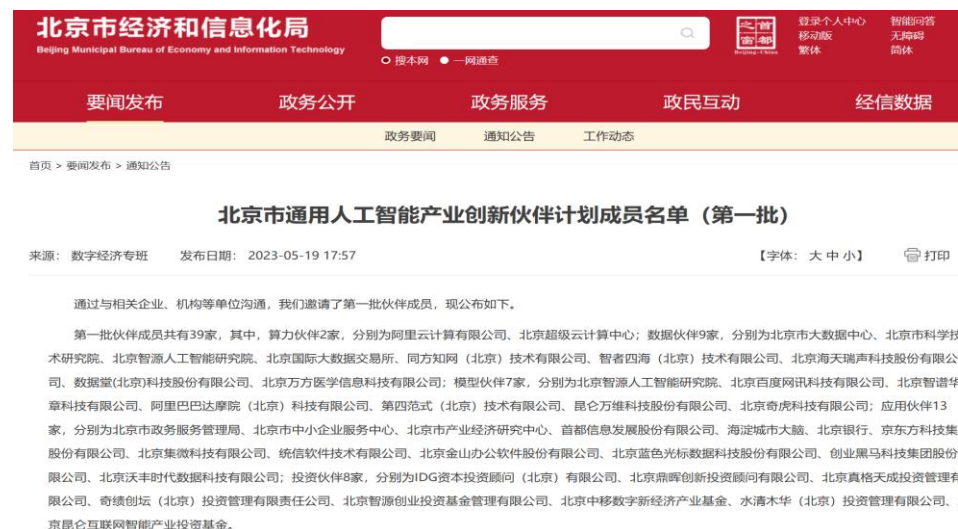 北京市经济和信息化局
Beijing Municipal Bureau of Economy and Information Technology
搜本网 一网通查
之首
窗都
Beijing-China
登录个人中心 智能问答
移动版 无障碍
繁体 简体
要闻发布 政务公开 政务服务 政民互动 经信数据
政务要闻 通知公告 工作动态
首页 > 要闻发布 > 通知公告
北京市通用人工智能产业创新伙伴计划成员名单（第一批）
来源： 数字经济专班 发布日期： 2023-05-19 17:57 【字体： 大 中 小】 打印
通过与相关企业、机构等单位沟通，我们邀请了第一批伙伴成员，现公布如下。
第一批伙伴成员共有39家，其中，算力伙伴2家，分别为阿里云计算有限公司、北京超级云计算中心；数据伙伴9家，分别为北京市大数据中心、北京市科学技
术研究院、北京智源人工智能研究院、北京国际大数据交易所、同方知网（北京）技术有限公司、智者四海（北京）技术有限公司、北京海天瑞声科技股份有限公
司、数据堂(北京)科技股份有限公司、北京万方医学信息科技有限公司；模型伙伴7家，分别为北京智源人工智能研究院、北京百度网讯科技有限公司、北京智谱华
章科技有限公司、阿里巴巴达摩院（北京）科技有限公司、第四范式（北京）技术有限公司、昆仑万维科技股份有限公司、北京奇虎科技有限公司；应用伙伴13
家，分别为北京市政务服务管理局、北京市中小企业服务中心、北京市产业经济研究中心、首都信息发展股份有限公司、海淀城市大脑、北京银行、京东方科技集
股份有限公司、北京集微科技有限公司、统信软件技术有限公司、北京金山办公软件股份有限公司、北京蓝色光标数据科技股份有限公司、创业黑马科技集团股份
限公司、北京沃丰时代数据科技有限公司；投资伙伴8家，分别为IDG资本投资顾问（北京）有限公司、北京鼎晖创新投资顾问有限公司、北京真格天成投资管理有
限公司、奇绩创坛（北京）投资管理有限责任公司、北京智源创业投资基金管理有限公司、北京中移数字新经济产业基金、水清木华（北京）投资管理有限公司、
京昆仑互联网智能产业投资基金。